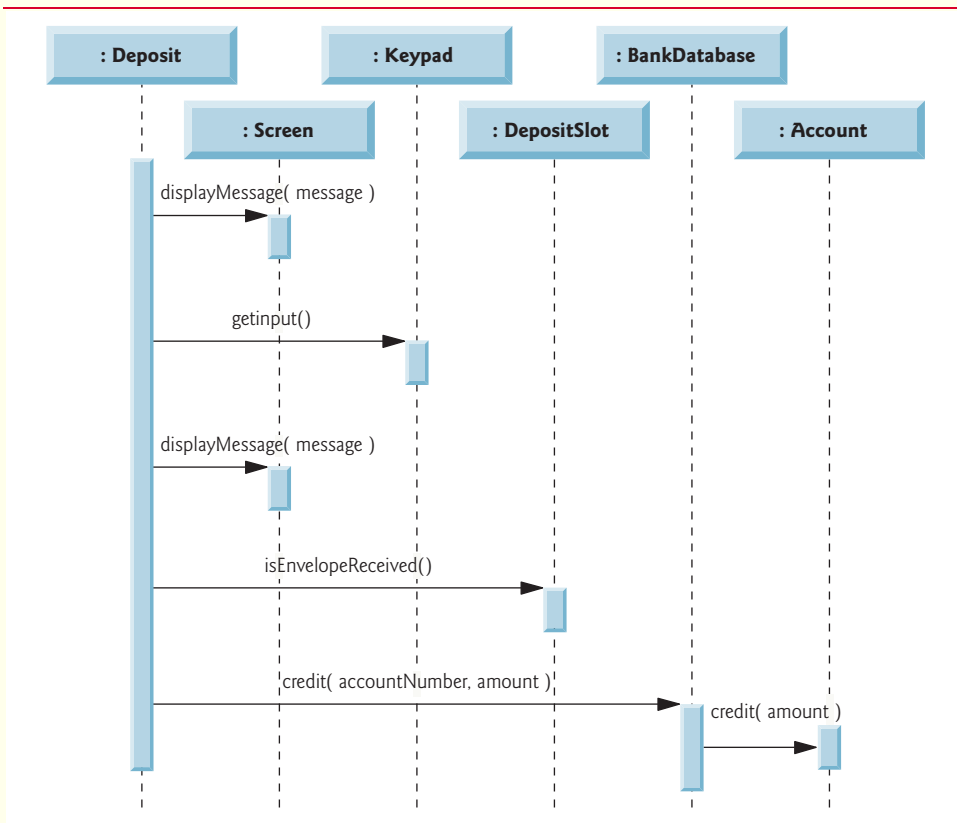 : Deposit
: Keypad
: BankDatabase
: Screen
: DepositSlot
: Account
displayMessage( message )
getinput()
displayMessage( message )
isEnvelopeReceived()
credit( accountNumber, amount )
credit( amount )